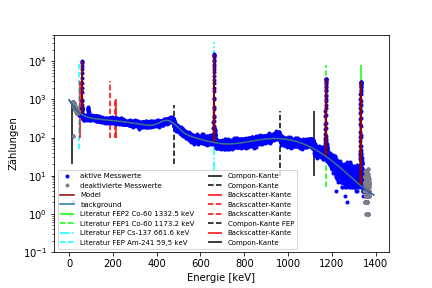 10⁴
10³
10²
10¹
10⁰
10⁻¹
Zählungen
aktive Messwerte
deaktivierte Messwerte
Model
background
Literatur FEP2 Co-60 1332.5 keV
Literatur FEP1 Co-60 1173.2 keV
Literatur FEP Cs-137 661.6 keV
Literatur FEP Am-241 59,5 keV
Compon-Kante
Compon-Kante
Backscatter-Kante
Backscatter-Kante
Compon-Kante FEP
Backscatter-Kante
Backscatter-Kante
Compon-Kante
0 200 400 600 800 1000 1200 1400
Energie [keV]